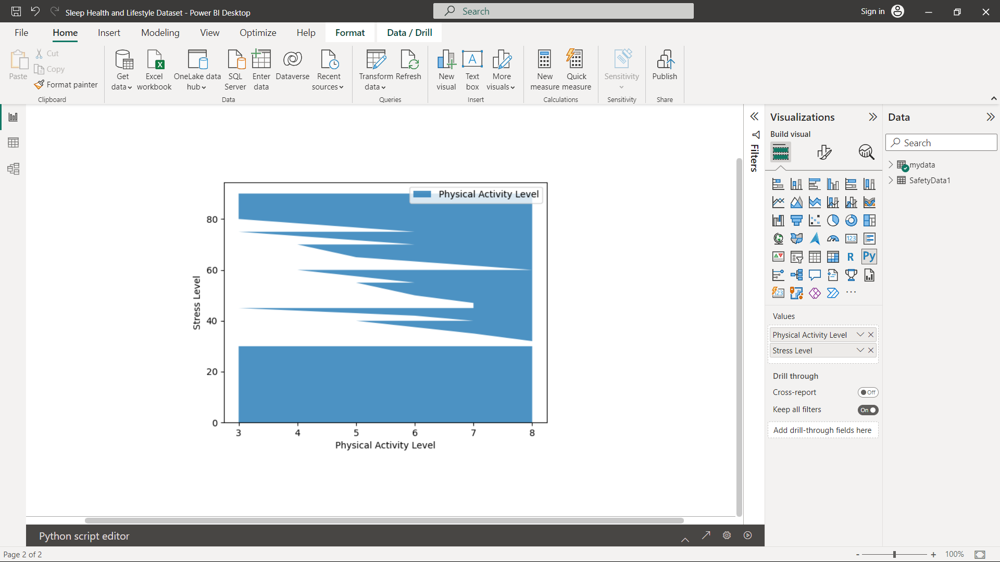 Sleep Health and Lifestyle Dataset - Power BI Desktop
Search
Sign in
File Home Insert Modeling View Optimize Help Format Data / Drill
Paste
Cut
Copy
Format painter
Clipboard
Get data
Excel workbook
OneLake data hub
SQL Server
Enter data
Dataverse
Recent sources
Data
Transform data
Refresh
Queries
New visual
Text box
More visuals
Insert
New measure
Quick measure
Calculations
Sensitivity
Sensitivity
Publish
Share
Physical Activity Level
80
60
40
20
0
Stress Level
3 4 5 6 7 8
Physical Activity Level
Filters
Visualizations
Build visual
123
R
Py
123
...
Values
Physical Activity Level
Stress Level
Drill through
Cross-report
Off
Keep all filters
On
Add drill-through fields here
Data
Search
mydata
SafetyData1
Python script editor
Page 2 of 2
- + 100%